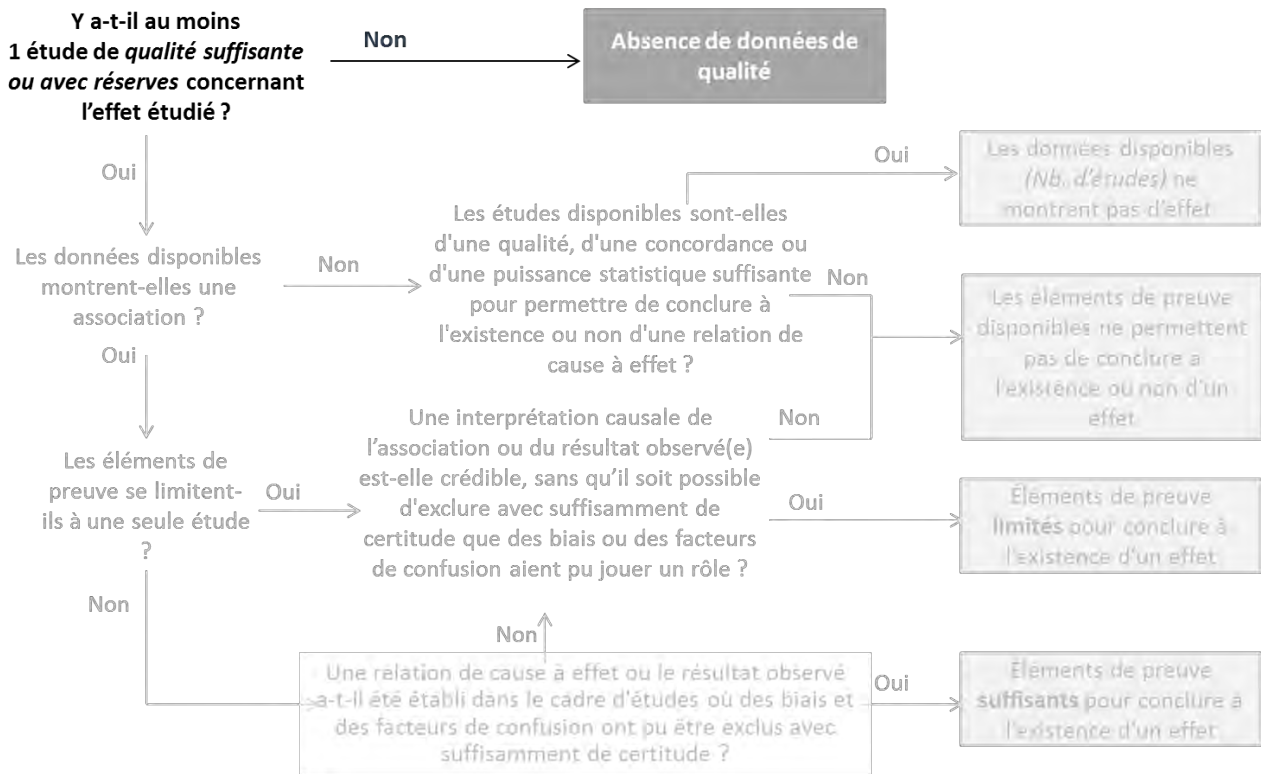 Y a-t-il au moins
1 étude de qualité suffisante
ou avec réserves concernant
l'effet étudié ?
Non
Absence de données de
qualité
Oui
Les données disponibles
montrent-elles une
association ?
Non
Les études disponibles sont-elles
d'une qualité, d'une concordance ou
d'une puissance statistique suffisante
pour permettre de conclure à
l'existence ou non d'une relation de
cause à effet ?
Oui
Les données disponibles
(Nb. d'études) ne
montrent pas d'effet
Non
Les éléments de preuve
disponibles ne permettent
pas de conclure a
l'existence ou non d'un
effet
Oui
Les éléments de
preuve se limitent-
ils à une seule étude
?
Oui
Une interprétation causale de
l’association ou du résultat observé(e)
est-elle crédible, sans qu’il soit possible
d'exclure avec suffisamment de
certitude que des biais ou des facteurs
de confusion aient pu jouer un rôle ?
Non
Oui
Éléments de preuve
limités pour conclure à
l'existence d'un effet
Non
Non
Une relation de cause à effet ou le résultat observé
a-t-il été établi dans le cadre d'études où des biais et
des facteurs de confusion ont pu être exclus avec
suffisamment de certitude ?
Oui
Éléments de preuve
suffisants pour conclure à
l'existence d'un effet